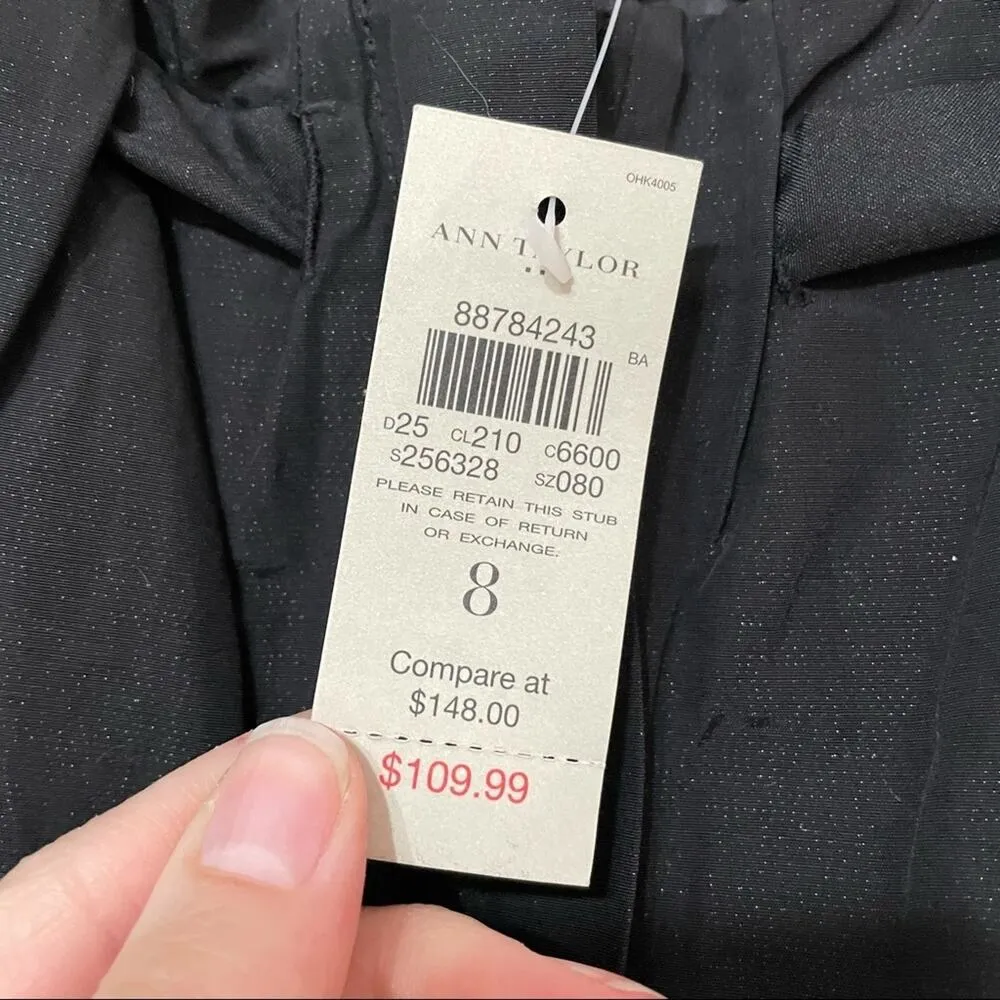 OHK4005
ANN TAYLOR
88784243
BA
D25 CL210 C6600
S256328 SZ080
PLEASE RETAIN THIS STUB
IN CASE OF RETURN
OR EXCHANGE.
8
Compare at
$148.00
$109.99